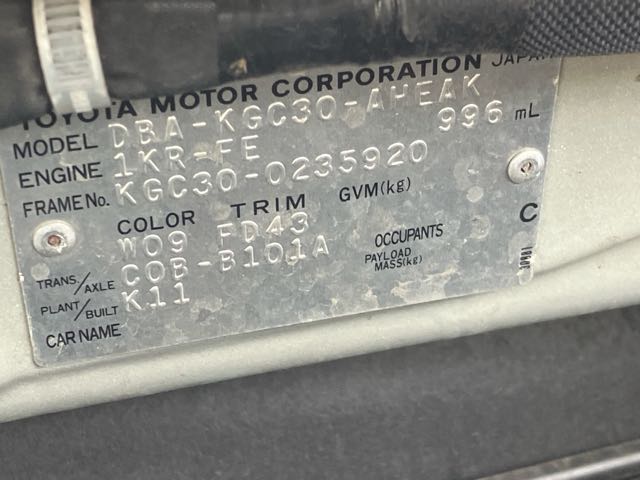 TOYOTA MOTOR CORPORATION JAPAN
MODEL DBA-KGC30-AHEAK
ENGINE 1KR-FE 996 mL
FRAME No. KGC30-0235920
COLOR TRIM GVM(kg)
W09 FD43 C
TRANS/AXLE C0B-B101A OCCUPANTS
PLANT/BUILT K11 PAYLOAD MASS(kg)
CAR NAME